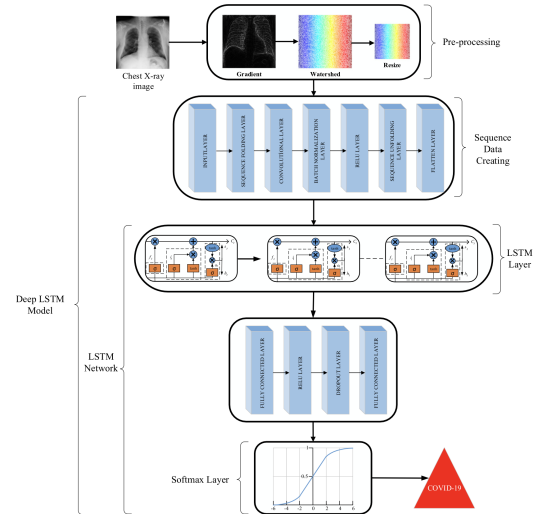 Chest X-ray
image
Gradient
Watershed
Resize
Pre-processing
INPUTLAYER
SEQUENCE FOLDING LAYER
CONVOLUTIONAL LAYER
BATCH NORMALIZATION
LAYER
RELU LAYER
SEQUENCE UNFOLDING
LAYER
FLATTEN LAYER
Sequence
Data
Creating
LSTM
Layer
Deep LSTM
Model
LSTM
Network
FULLY CONNECTED LAYER
RELU LAYER
DROPOUT LAYER
FULLY CONNECTED LAYER
Softmax Layer
1
0.5
-6 -4 -2 0 2 4 6
COVID-19